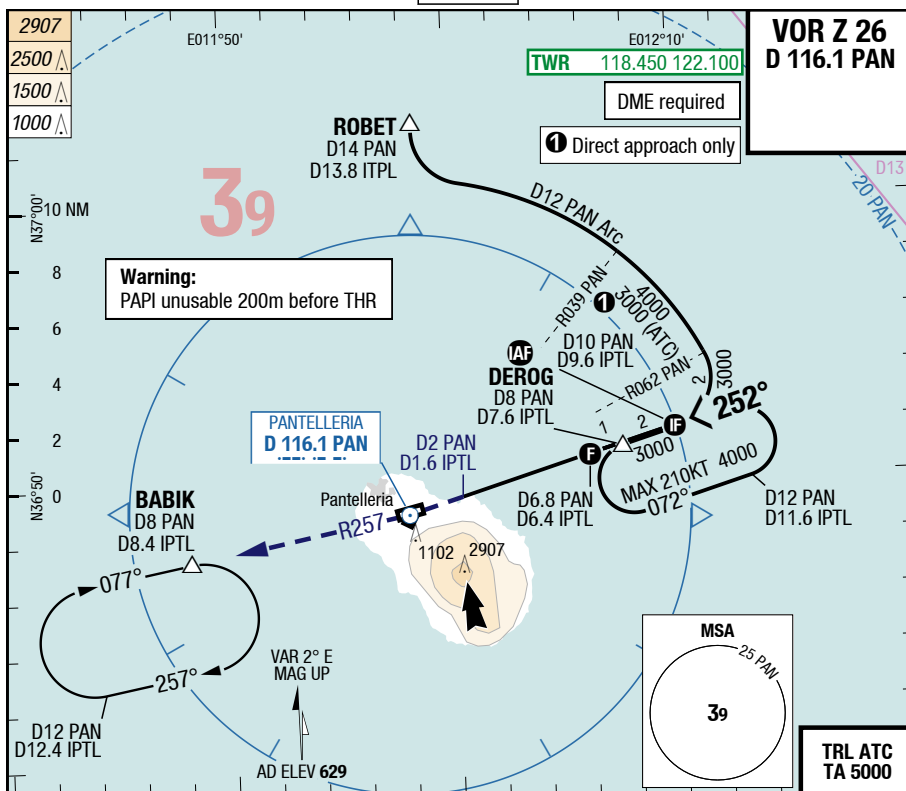 2907
2500
1500
1000
E011°50'
E012°10'
VOR Z 26
D 116.1 PAN
TWR 118.450 122.100
DME required
1 Direct approach only
ROBET
D14 PAN
D13.8 ITPL
39
D12 PAN Arc
D13
20 PAN
N37°00'
10 NM
8
6
4
2
0
N36°50'
Warning:
PAPI unusable 200m before THR
R039 PAN
4000
3000 (ATC)
1
IAF
DEROG
D8 PAN
D7.6 IPTL
D10 PAN
D9.6 IPTL
R062 PAN
2
3000
252°
1
2
IF
F
3000
MAX 210KT 4000
072°
D12 PAN
D11.6 IPTL
D6.8 PAN
D6.4 IPTL
PANTELLERIA
D 116.1 PAN
D2 PAN
D1.6 IPTL
Pantelleria
R257
1102
2907
BABIK
D8 PAN
D8.4 IPTL
077°
257°
D12 PAN
D12.4 IPTL
VAR 2° E
MAG UP
AD ELEV 629
MSA
25 PAN
39
TRL ATC
TA 5000